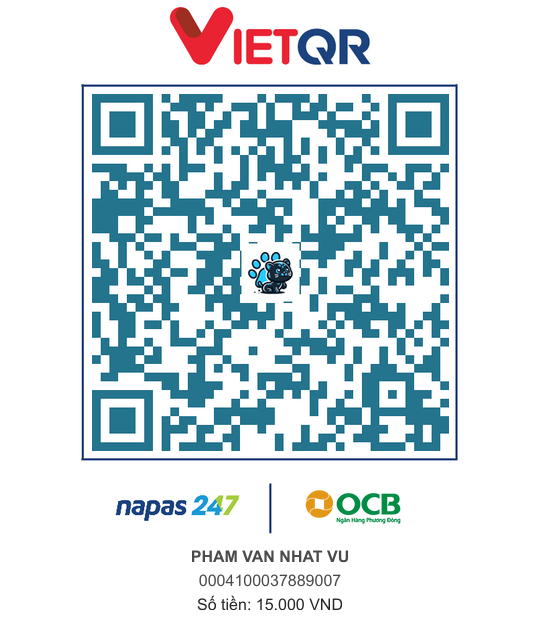 VIETQR
napas 247
OCB
Ngân Hàng Phương Đông
PHAM VAN NHAT VU
0004100037889007
Số tiền: 15.000 VND